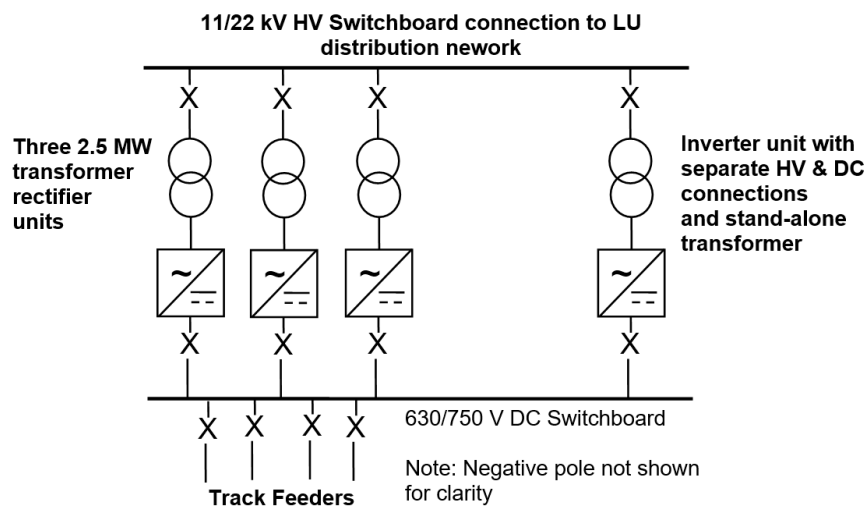 11/22 kV HV Switchboard connection to LU
distribution nework
Three 2.5 MW
transformer
rectifier
units
Inverter unit with
separate HV & DC
connections
and stand-alone
transformer
630/750 V DC Switchboard
Note: Negative pole not shown
for clarity
Track Feeders